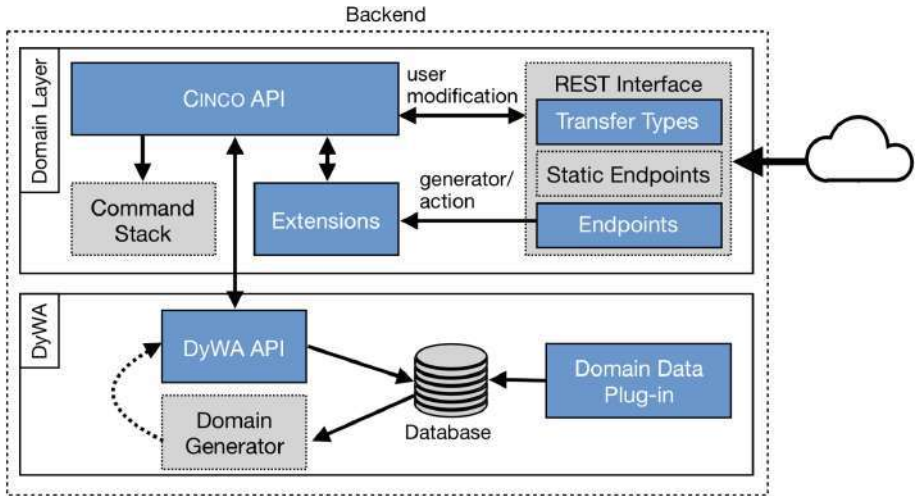 Backend
Domain Layer
CINCO API
user
modification
REST Interface
Transfer Types
Static Endpoints
Endpoints
generator/
action
Command
Stack
Extensions
DyWA
DyWA API
Domain
Generator
Database
Domain Data
Plug-in